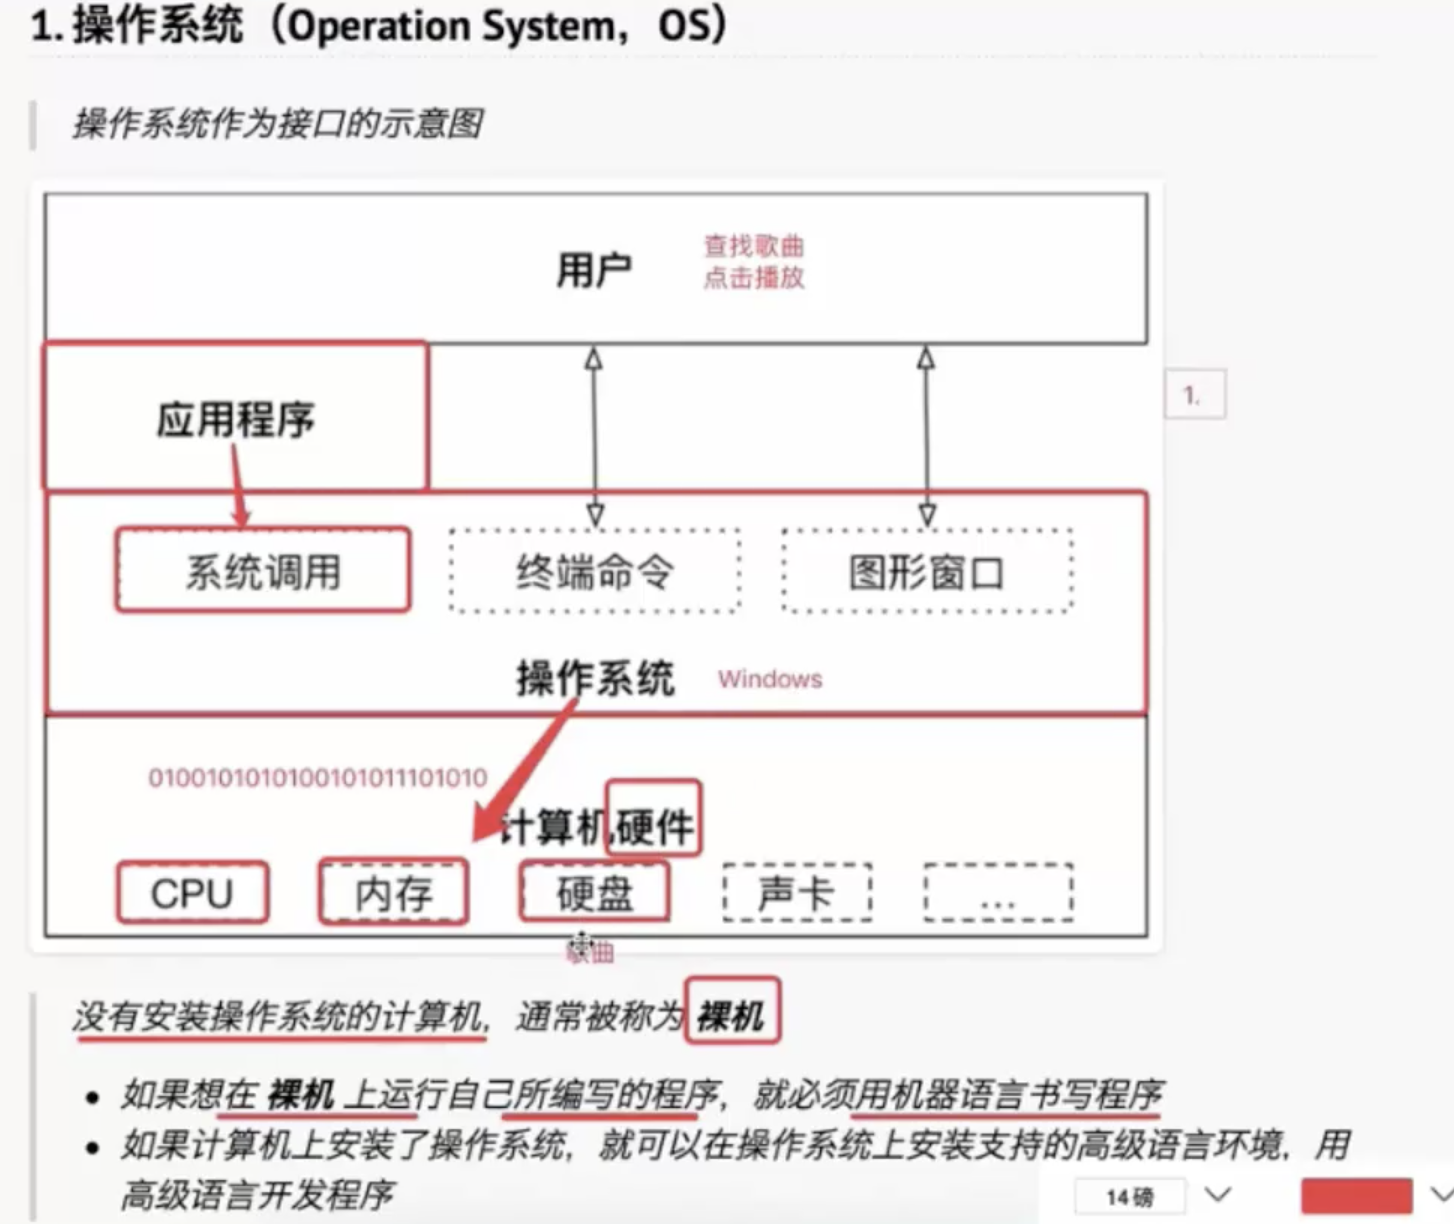 1. 操作系统（Operation System，OS）
操作系统作为接口的示意图
用户
查找歌曲
点击播放
应用程序
1.
系统调用
终端命令
图形窗口
操作系统
Windows
0100101010100101011101010
计算机硬件
CPU
内存
硬盘
声卡
...
歌曲
没有安装操作系统的计算机，通常被称为 裸机
如果想在 裸机 上运行自己所编写的程序，就必须用机器语言书写程序
如果计算机上安装了操作系统，就可以在操作系统上安装支持的高级语言环境，用
高级语言开发程序
14磅